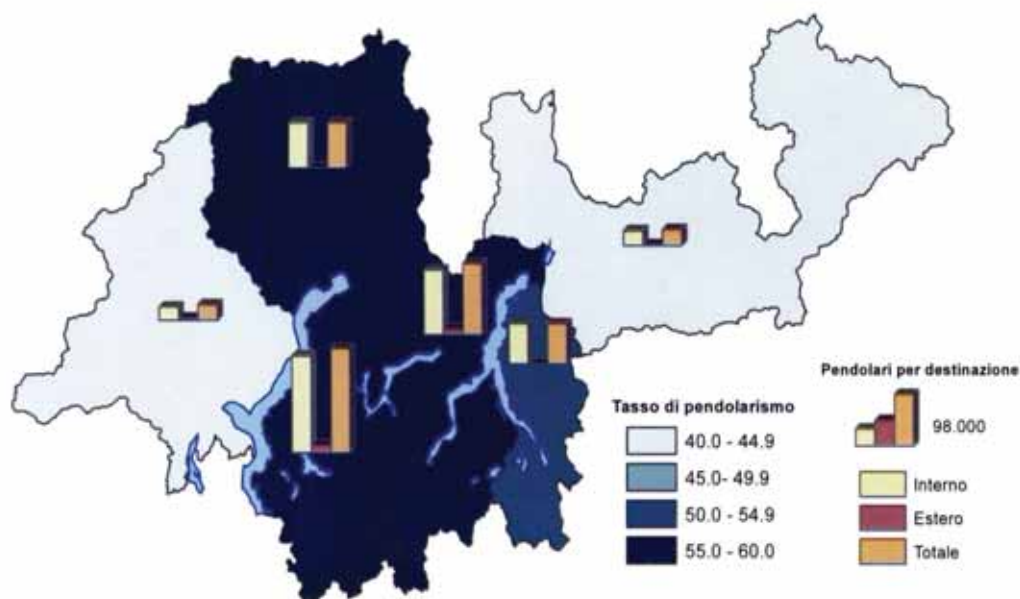 Tasso di pendolarismo
40.0 - 44.9
45.0- 49.9
50.0 - 54.9
55.0 - 60.0
Pendolari per destinazione
98.000
Interno
Estero
Totale